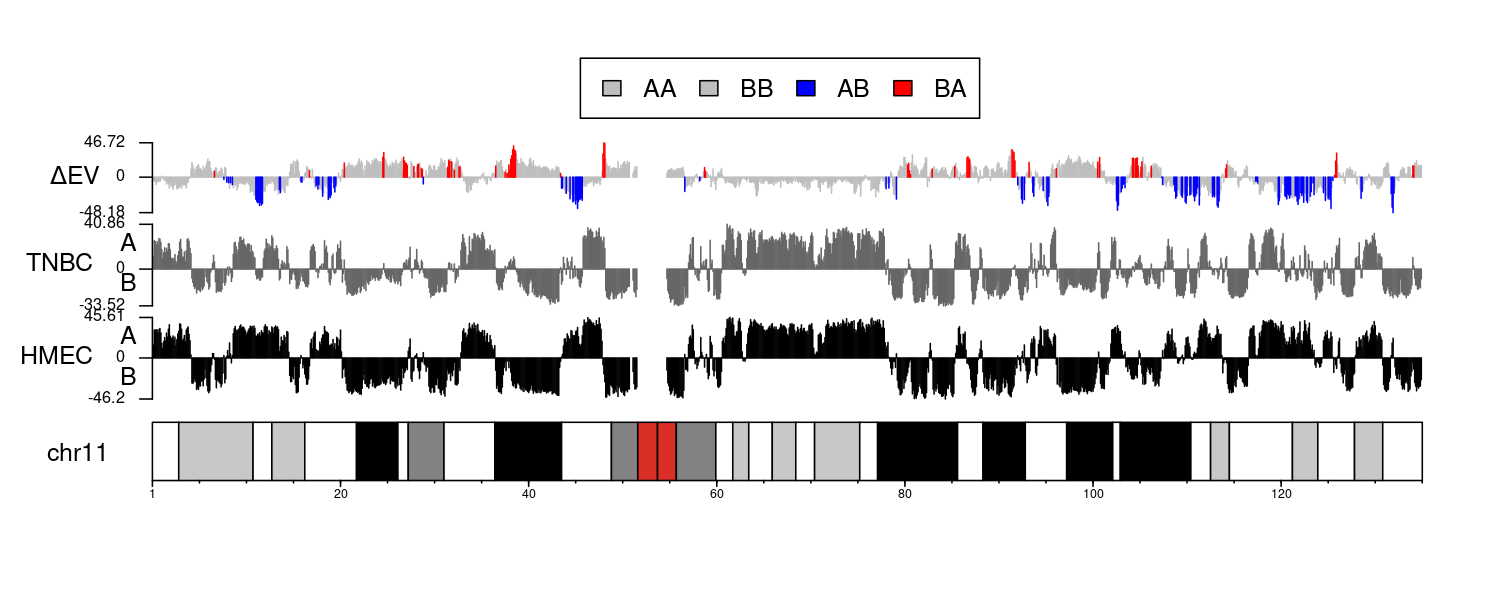 AA BB AB BA
46.72
ΔEV 0
-48.18
40.86
A
TNBC 0
B
-33.52
45.61
A
HMEC 0
B
-46.2
chr11
1 20 40 60 80 100 120